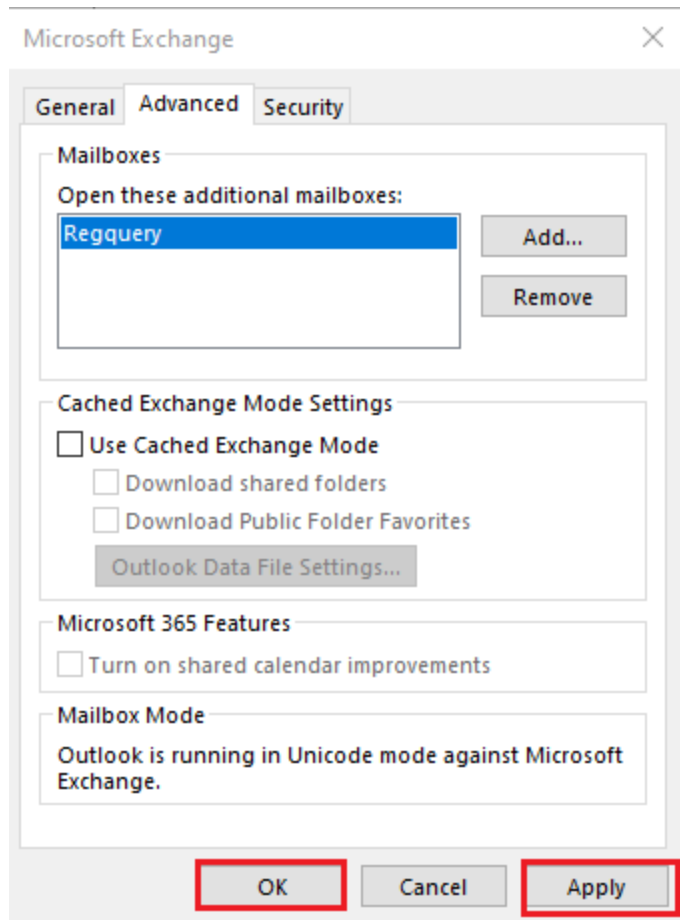 Microsoft Exchange
General Advanced Security
Mailboxes
Open these additional mailboxes:
Regquery
Add...
Remove
Cached Exchange Mode Settings
Use Cached Exchange Mode
Download shared folders
Download Public Folder Favorites
Outlook Data File Settings...
Microsoft 365 Features
Turn on shared calendar improvements
Mailbox Mode
Outlook is running in Unicode mode against Microsoft
Exchange.
OK Cancel Apply